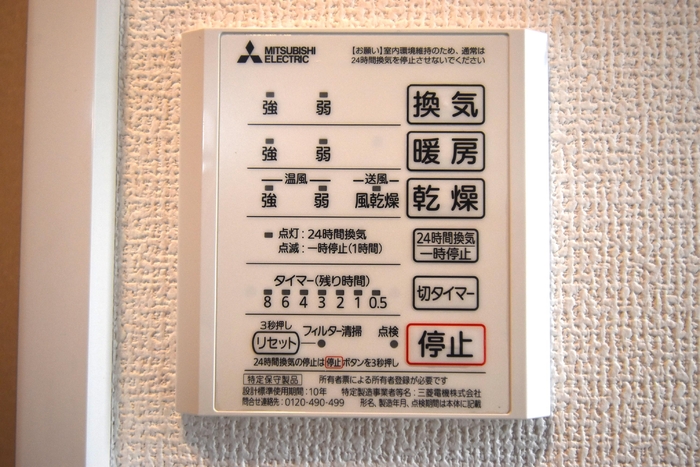 MITSUBISHI
ELECTRIC
【お願い】室内環境維持のため、通常は
24時間換気を停止させないでください
強 弱 換気
強 弱 暖房
温風 送風
強 弱 風乾燥 乾燥
点灯：24時間換気
点滅：一時停止(1時間)
24時間換気
一時停止
タイマー(残り時間)
8 6 4 3 2 1 0.5
切タイマー
3秒押し
リセット フィルター清掃 点検
停止
24時間換気の停止は停止ボタンを3秒押し
特定保守製品 所有者票による所有者登録が必要です
設計標準使用期間：10年 特定製造事業者等名：三菱電機株式会社
問合せ連絡先：0120-490-499 形名、製造年月、点検期間は本体に記載